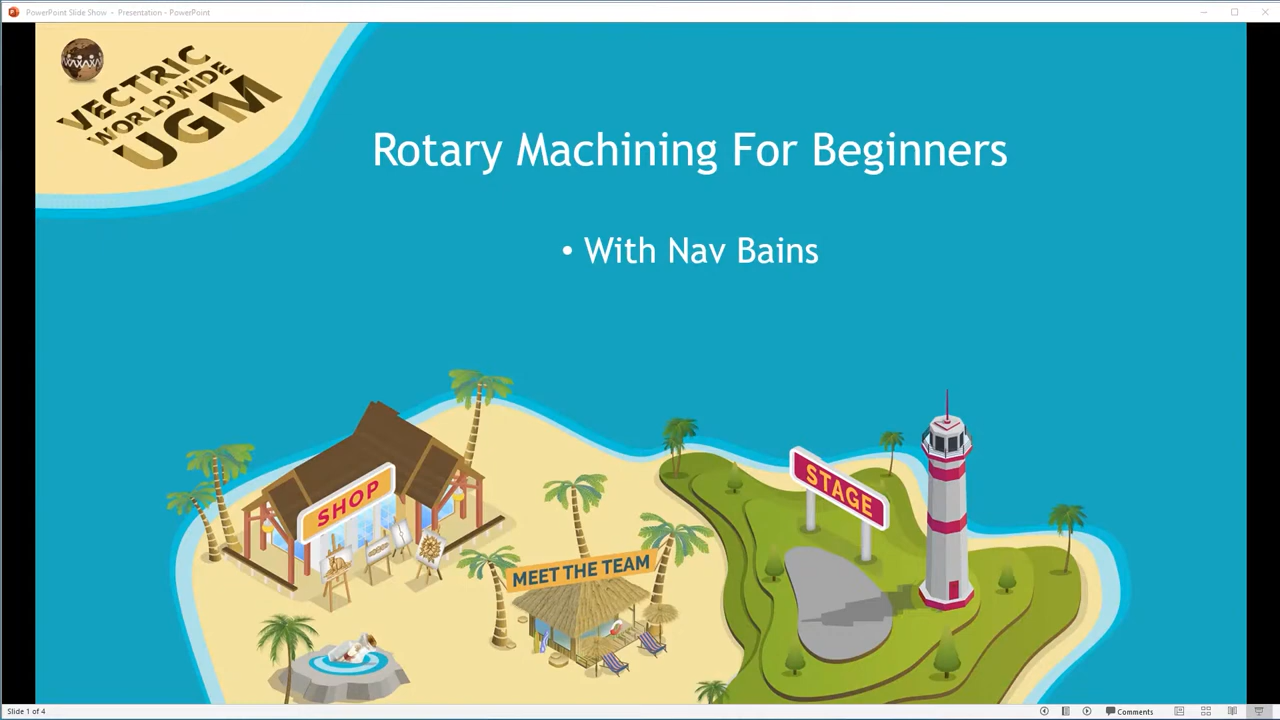 PowerPoint Slide Show - Presentation - PowerPoint
VECTRIC
WORLDWIDE
UGM
Rotary Machining For Beginners
• With Nav Bains
SHOP
STAGE
MEET THE TEAM
Slide 1 of 4
Comments